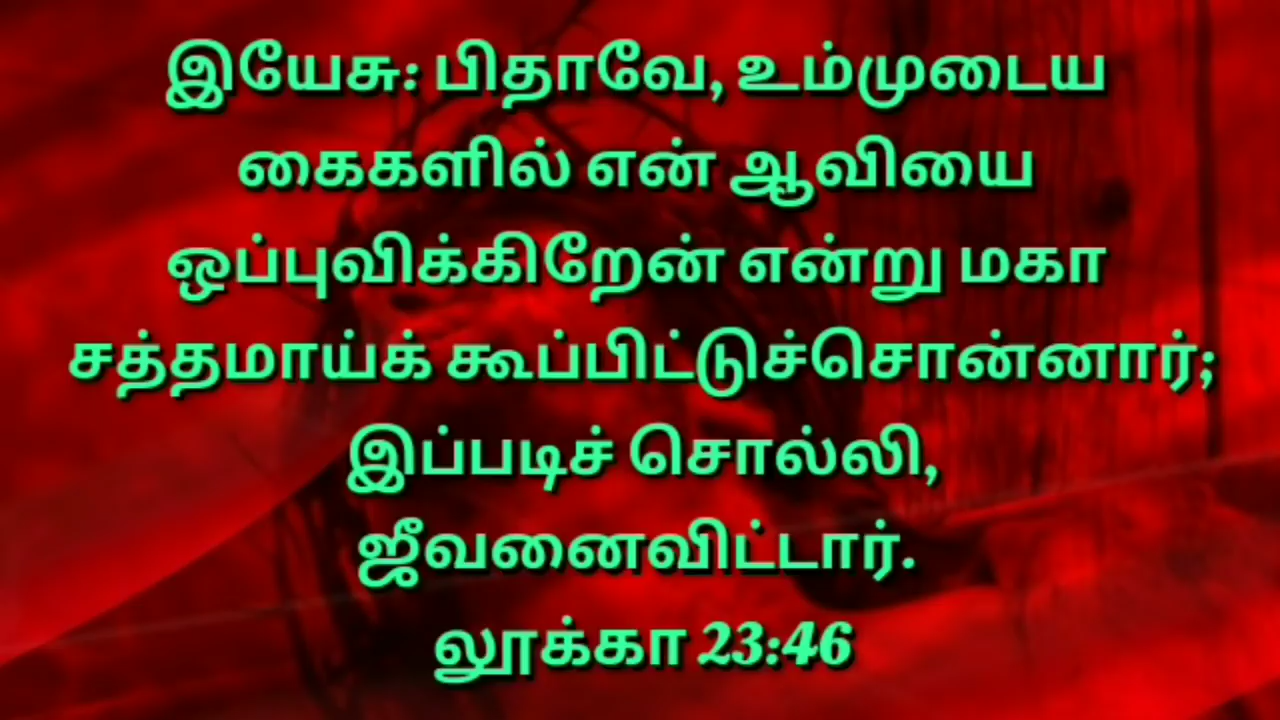 இயேசு: பிதாவே, உம்முடைய
கைகளில் என் ஆவியை
ஒப்புவிக்கிறேன் என்று மகா
சத்தமாய்க் கூப்பிட்டுச்சொன்னார்;
இப்படிச் சொல்லி,
ஜீவனைவிட்டார்.
லூக்கா 23:46